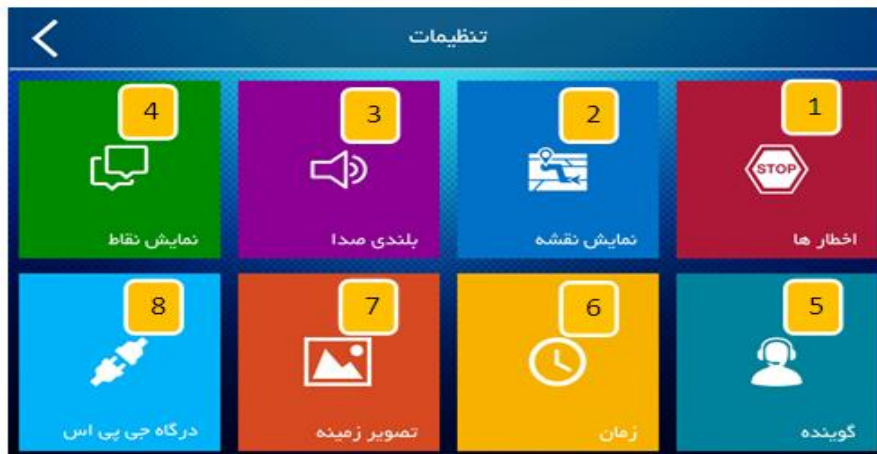 تنظیمات
1
2
3
4
STOP
اخطار ها
نمایش نقشه
بلندی صدا
نمایش نقاط
5
6
7
8
گوینده
زمان
تصویر زمینه
درگاه جی پی اس